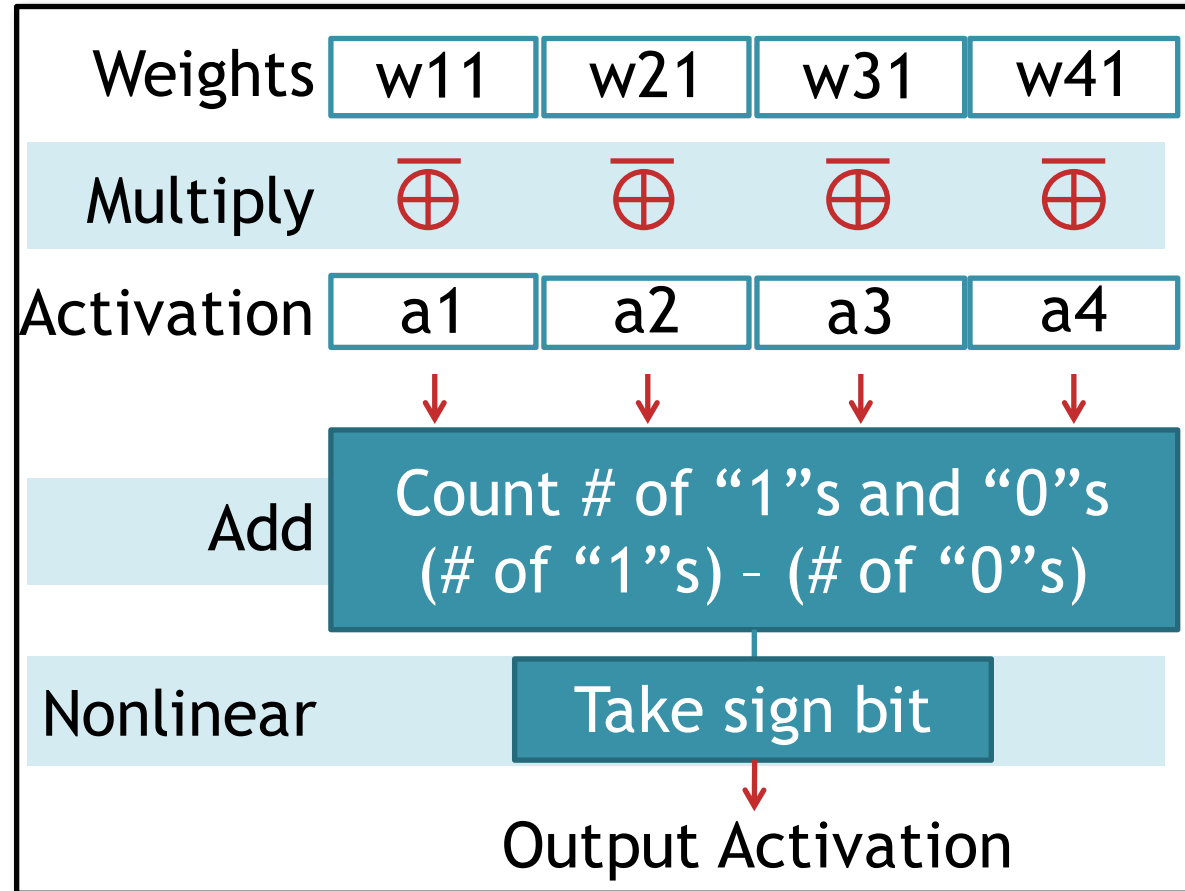 Weights w11 w21 w31 w41
Multiply ⊕ ⊕ ⊕ ⊕
Activation a1 a2 a3 a4
Add
Count # of “1”s and “0”s
(# of “1”s) – (# of “0”s)
Nonlinear Take sign bit
Output Activation